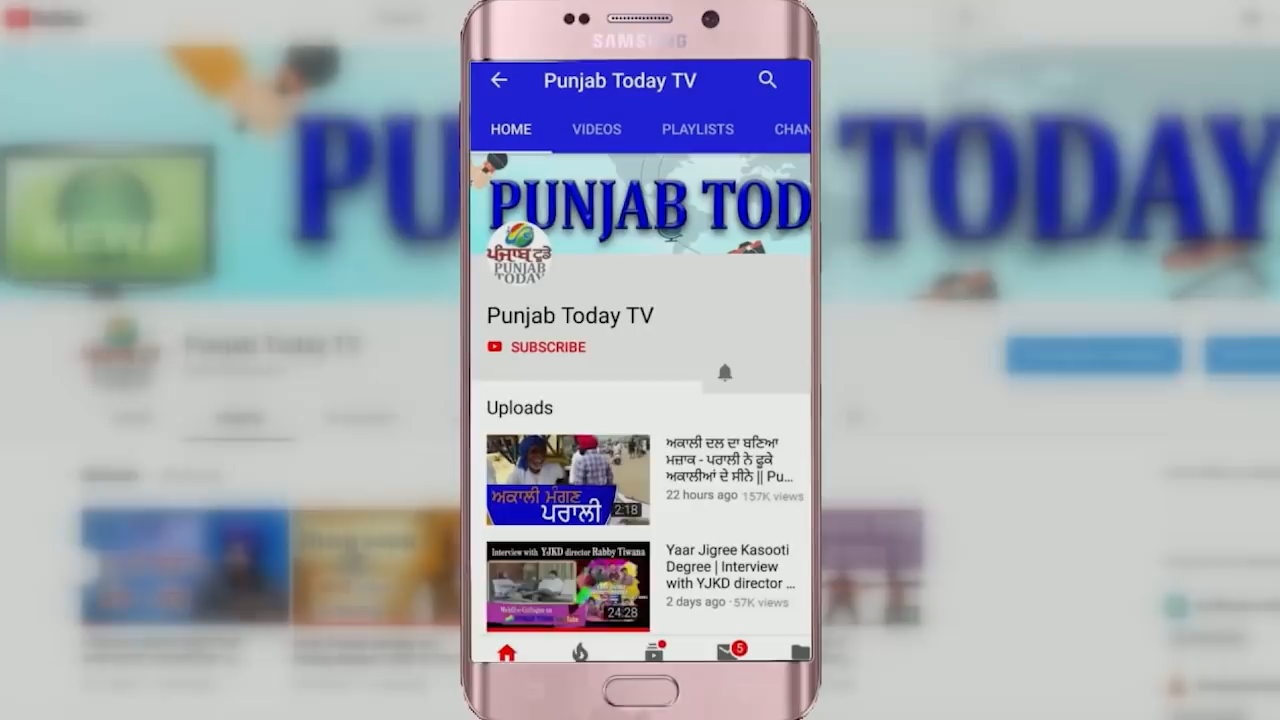 SAMSUNG
Punjab Today TV
HOME VIDEOS PLAYLISTS CHAN
PUNJAB TOD
PU TODAY
ਪੰਜਾਬ ਟੂਡੇ
PUNJAB
TODAY
Punjab Today TV
SUBSCRIBE
Uploads
ਅਕਾਲੀ ਮੰਗਣ
ਪਰਾਲੀ
2:18
ਅਕਾਲੀ ਦਲ ਦਾ ਬਣਿਆ
ਮਜ਼ਾਕ - ਪਰਾਲੀ ਨੇ ਫੂਕੇ
ਅਕਾਲੀਆਂ ਦੇ ਸੀਨੇ || Pu...
22 hours ago 157K views
Interview with YJKD director Rabby Tiwana
24:28
Yaar Jigree Kasooti
Degree | Interview
with YJKD director ...
2 days ago · 57K views
5